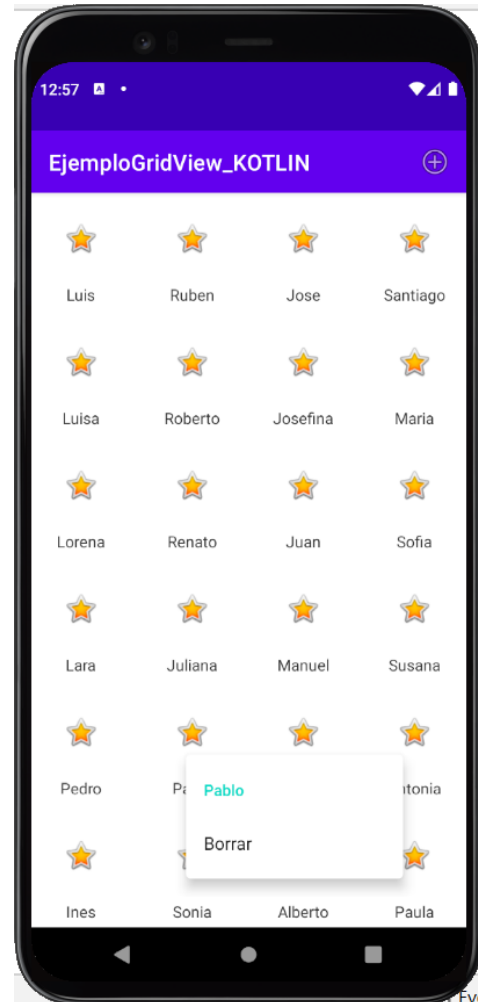 12:57
EjemploGridView_KOTLIN
Luis Ruben Jose Santiago
Luisa Roberto Josefina Maria
Lorena Renato Juan Sofia
Lara Juliana Manuel Susana
Pedro
Pablo
Borrar
Ines Sonia Alberto Paula